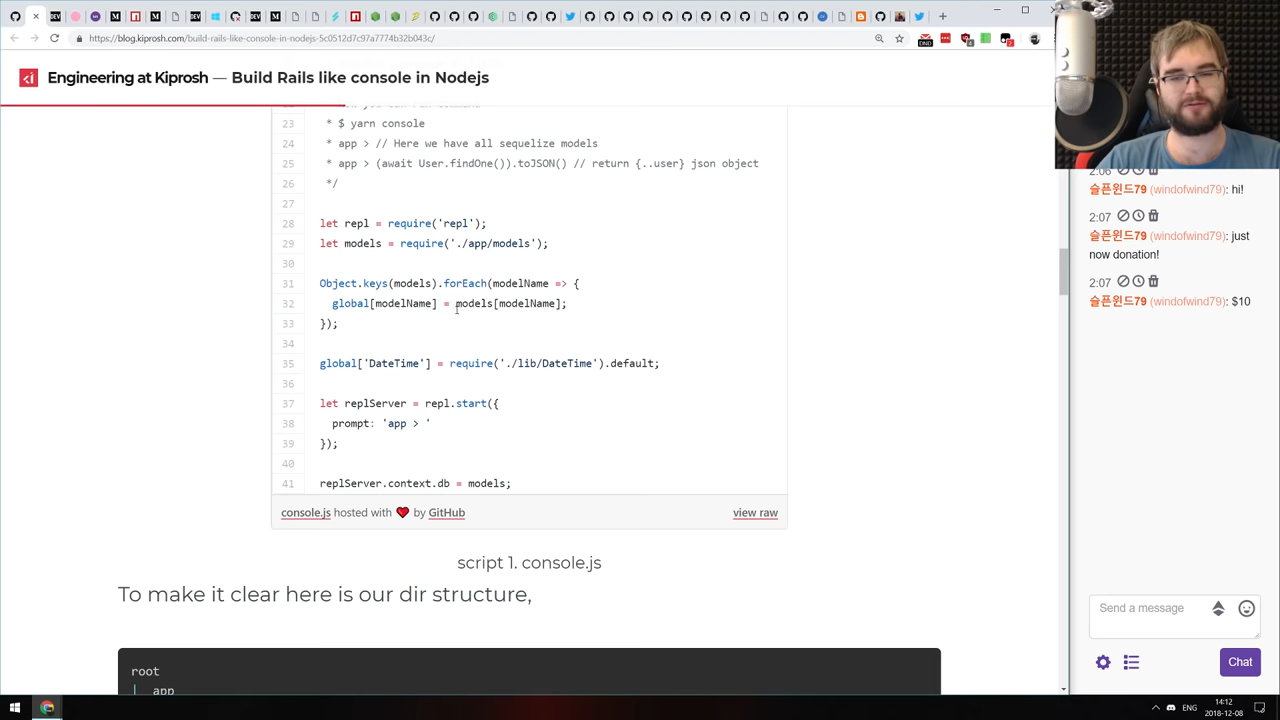 https://blog.kiprosh.com/build-rails-like-console-in-nodejs-5c0512d7c97a7774b32b043c/
Engineering at Kiprosh — Build Rails like console in Nodejs
23 * $ yarn console
24 * app > // Here we have all sequelize models
25 * app > (await User.findOne()).toJSON() // return {..user} json object
26 */
27
28 let repl = require('repl');
29 let models = require('./app/models');
30
31 Object.keys(models).forEach(modelName => {
32 global[modelName] = models[modelName];
33 });
34
35 global['DateTime'] = require('./lib/DateTime').default;
36
37 let replServer = repl.start({
38 prompt: 'app > '
39 });
40
41 replServer.context.db = models;
console.js hosted with ❤ by GitHub
view raw
script 1. console.js
To make it clear here is our dir structure,
root
| app
2:06
슬픈윈드79 (windofwind79): hi!
2:07
슬픈윈드79 (windofwind79): just
now donation!
2:07
슬픈윈드79 (windofwind79): $10
Send a message
Chat
ENG
14:12
2018-12-08